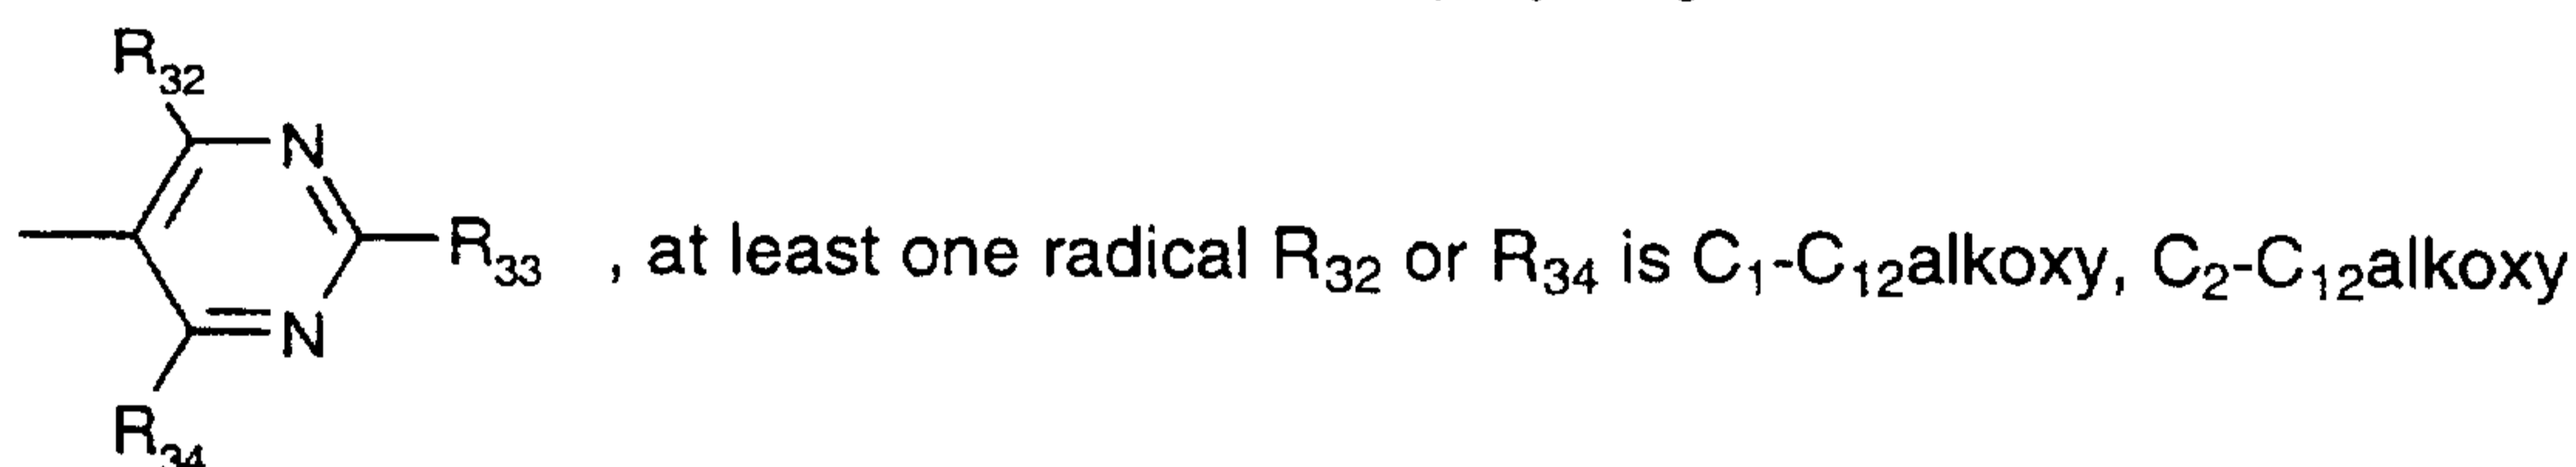 R32
N
R33 , at least one radical R32 or R34 is C1-C12alkoxy, C2-C12alkoxy
N
R34